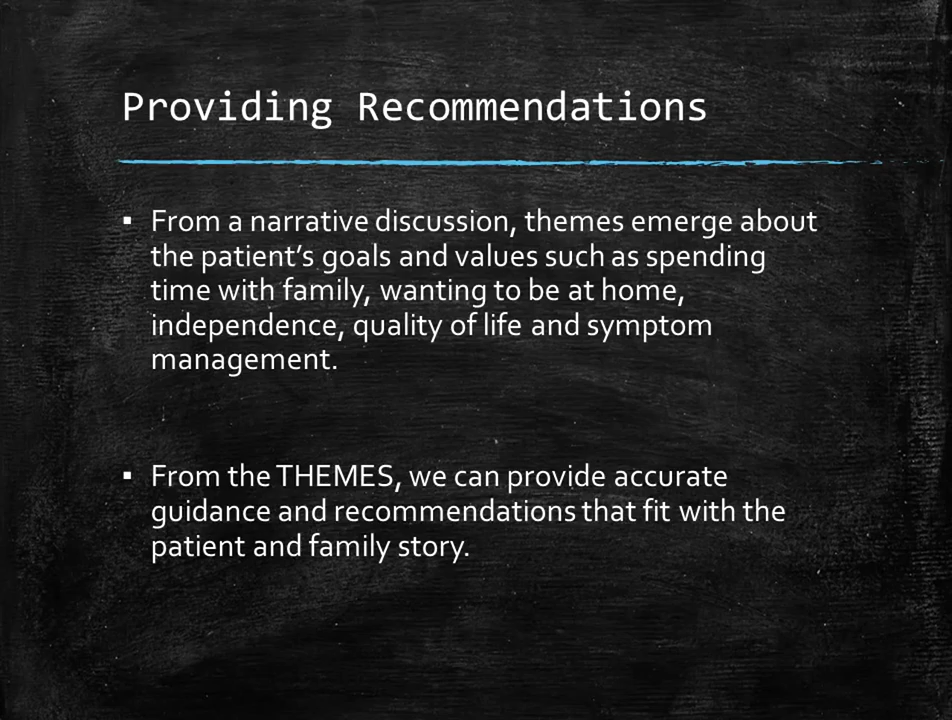 Providing Recommendations
▪ From a narrative discussion, themes emerge about
the patient’s goals and values such as spending
time with family, wanting to be at home,
independence, quality of life and symptom
management.
▪ From the THEMES, we can provide accurate
guidance and recommendations that fit with the
patient and family story.